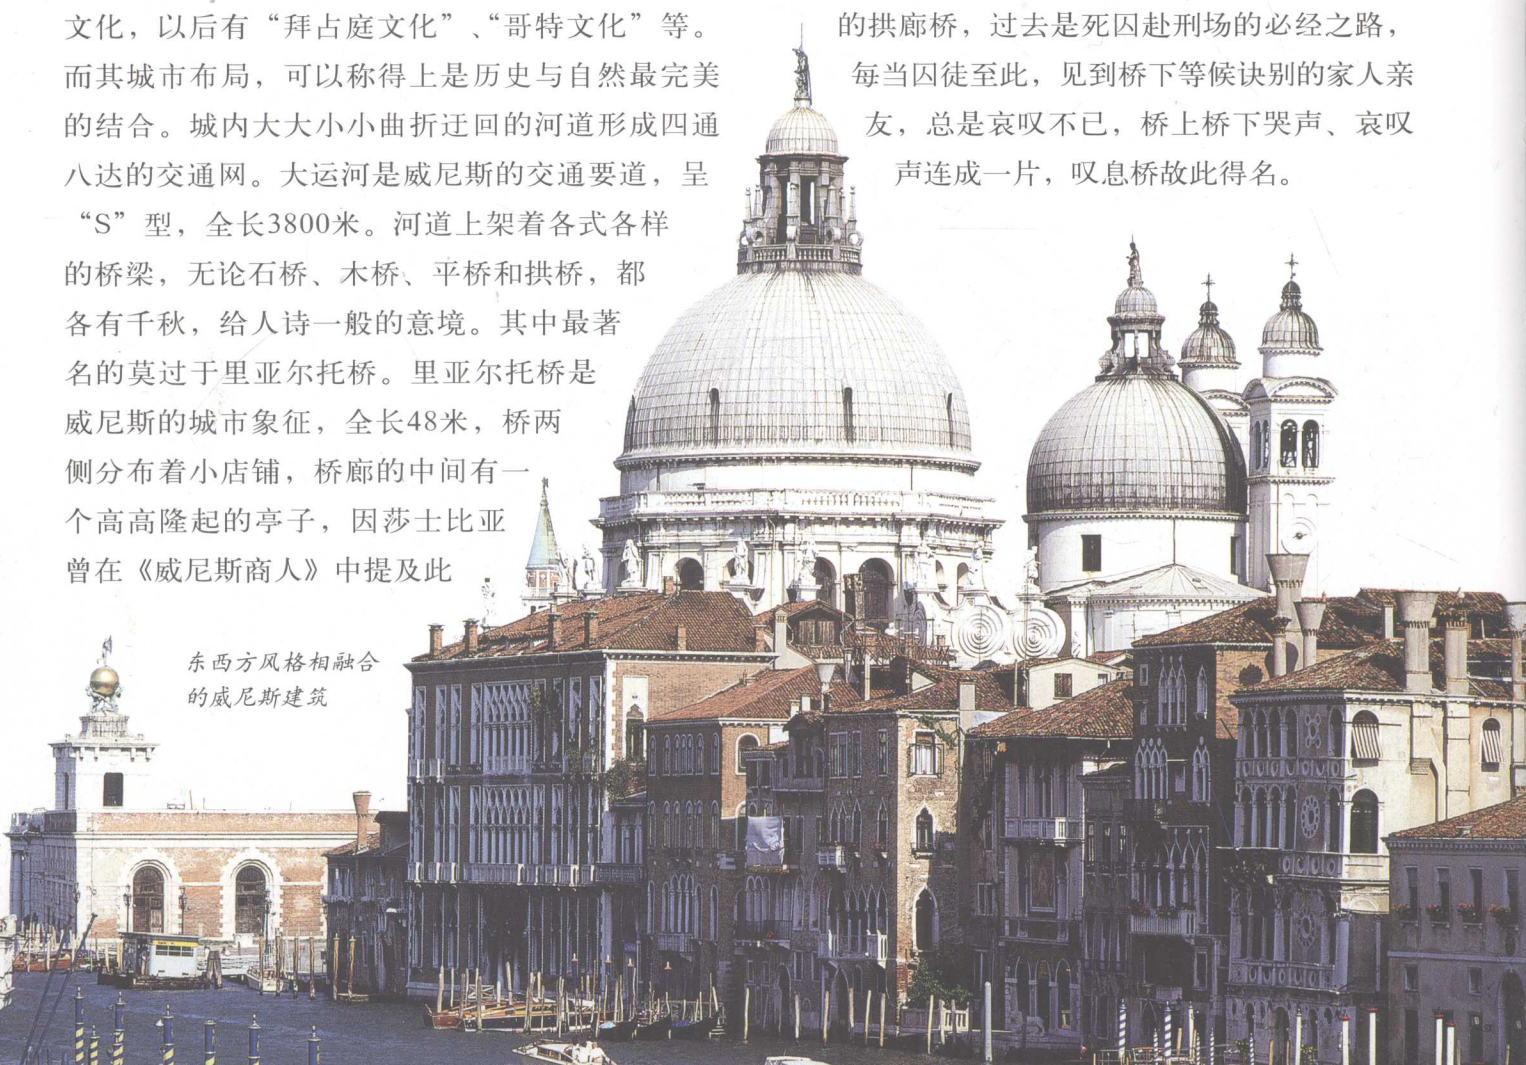 文化，以后有“拜占庭文化”、“哥特文化”等。
而其城市布局，可以称得上是历史与自然最完美
的结合。城内大大小小曲折迂回的河道形成四通
八达的交通网。大运河是威尼斯的交通要道，呈
“S”型，全长3800米。河道上架着各式各样
的桥梁，无论石桥、木桥、平桥和拱桥，都
各有千秋，给人诗一般的意境。其中最著
名的莫过于里亚尔托桥。里亚尔托桥是
威尼斯的城市象征，全长48米，桥两
侧分布着小店铺，桥廊的中间有一
个高高隆起的亭子，因莎士比亚
曾在《威尼斯商人》中提及此
的拱廊桥，过去是死囚赴刑场的必经之路，
每当囚徒至此，见到桥下等候诀别的家人亲
友，总是哀叹不已，桥上桥下哭声、哀叹
声连成一片，叹息桥故此得名。
东西方风格相融合
的威尼斯建筑